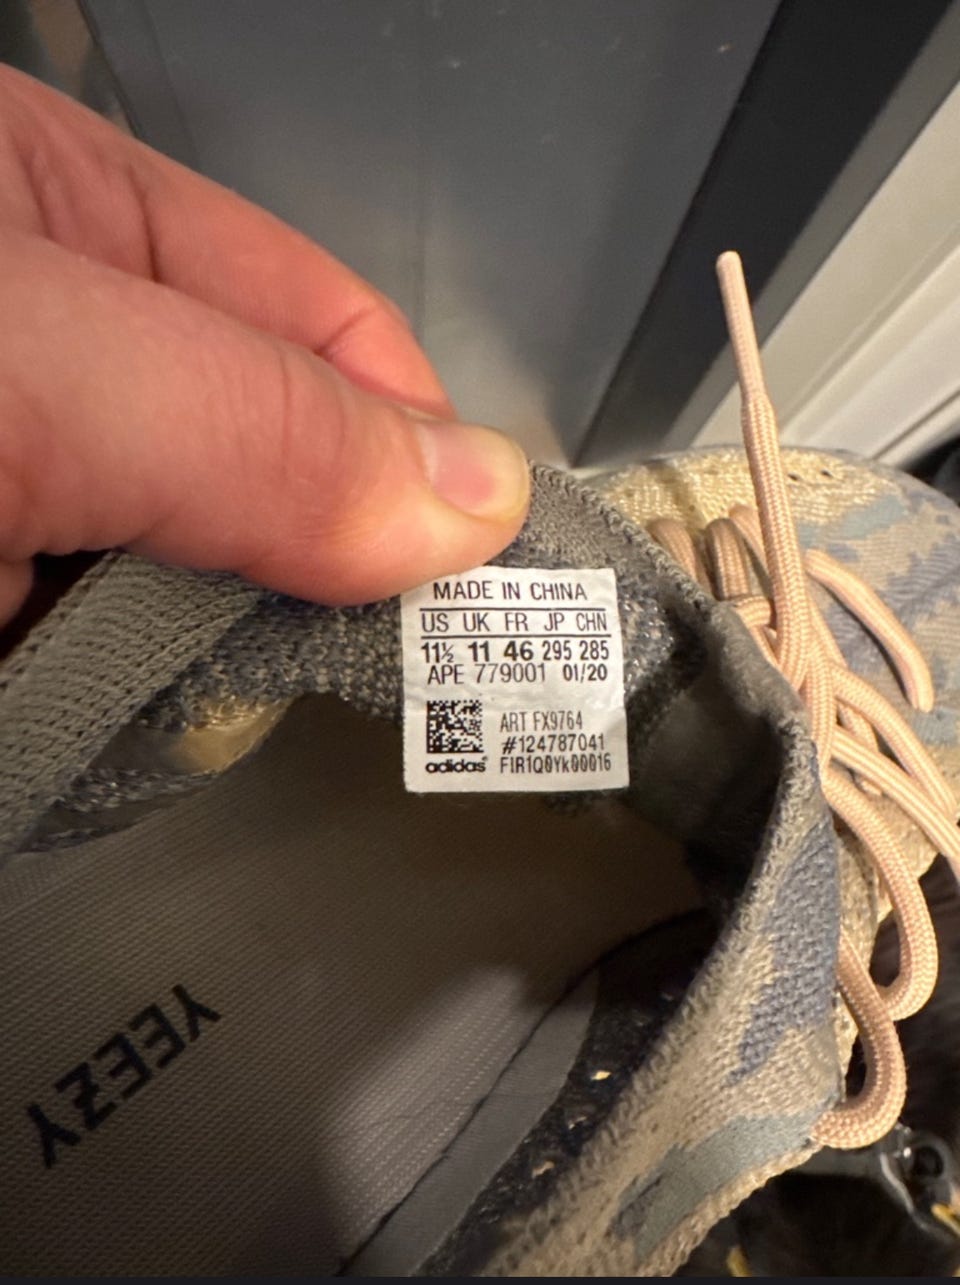 MADE IN CHINA
US UK FR JP CHN
11½ 11 46 295 285
APE 779001 01/20
ART FX9764
#124787041
adidas® F1R1Q0Yk00016
YEEZY